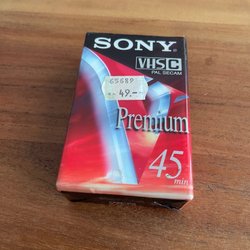 SONY
VHS C
PAL SECAM
65689
49.-
Premium
45
min